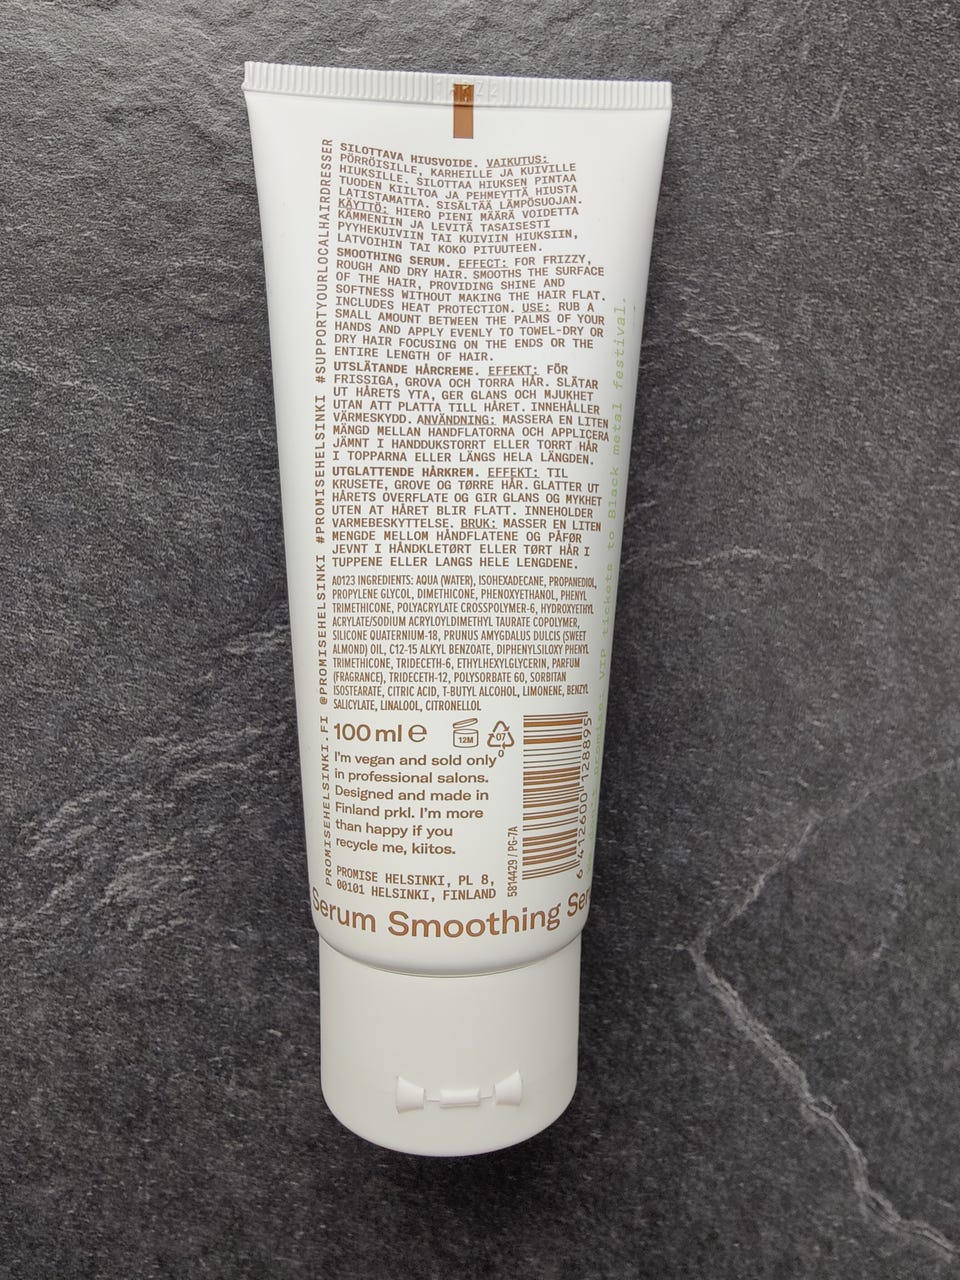 SILOTTAVA HIUSVOIDE. VAIKUTUS:
PÖRRÖISILLE, KARHEILLE JA KUIVILLE
HIUKSILLE. SILOTTAA HIUKSEN PINTAA
TUODEN KIILTOA JA PEHMEYTTÄ HIUSTA
LATISTAMATTA. SISÄLTÄÄ LÄMPÖSUOJAN.
KÄYTTÖ: HIERO PIENI MÄÄRÄ VOIDETTA
KÄMMENIIN JA LEVITÄ TASAISESTI
PYYHEKUIVIIN TAI KUIVIIN HIUKSIIN,
LATVOIHIN TAI KOKO PITUUTEEN.
SMOOTHING SERUM. EFFECT: FOR FRIZZY,
ROUGH AND DRY HAIR. SMOOTHS THE SURFACE
OF THE HAIR, PROVIDING SHINE AND
SOFTNESS WITHOUT MAKING THE HAIR FLAT.
INCLUDES HEAT PROTECTION. USE: RUB A
SMALL AMOUNT BETWEEN THE PALMS OF YOUR
HANDS AND APPLY EVENLY TO TOWEL-DRY OR
DRY HAIR FOCUSING ON THE ENDS OR THE
ENTIRE LENGTH OF HAIR.
UTSLÄTANDE HÅRCREME. EFFEKT: FÖR
FRISSIGA, GROVA OCH TORRA HÅR. SLÄTAR
UT HÅRETS YTA, GER GLANS OCH MJUKHET
UTAN ATT PLATTA TILL HÅRET. INNEHÅLLER
VÄRMESKYDD. ANVÄNDNING: MASSERA EN LITEN
MÄNGD MELLAN HANDFLATORNA OCH APPLICERA
JÄMNT I HANDDUKSTORRT ELLER TORRT HÅR
I TOPPARNA ELLER LÄNGS HELA LÄNGDEN.
UTGLATTENDE HÅRKREM. EFFEKT: TIL
KRUSETE, GROVE OG TØRRE HÅR. GLATTER UT
HÅRETS OVERFLATE OG GIR GLANS OG MYKHET
UTEN AT HÅRET BLIR FLATT. INNEHOLDER
VARMEBESKYTTELSE. BRUK: MASSER EN LITEN
MENGDE MELLOM HÅNDFLATENE OG PÅFØR
JEVNT I HÅNDKLETØRT ELLER TØRT HÅR I
TUPPENE ELLER LANGS HELE LENGDENE.
A0123 INGREDIENTS: AQUA (WATER), ISOHEXADECANE, PROPANEDIOL,
PROPYLENE GLYCOL, DIMETHICONE, PHENOXYETHANOL, PHENYL
TRIMETHICONE, POLYACRYLATE CROSSPOLYMER-6, HYDROXYETHYL
ACRYLATE/SODIUM ACRYLOYLDIMETHYL TAURATE COPOLYMER,
SILICONE QUATERNIUM-18, PRUNUS AMYGDALUS DULCIS (SWEET
ALMOND) OIL, C12-15 ALKYL BENZOATE, DIPHENYLSILOXY PHENYL
TRIMETHICONE, TRIDECETH-6, ETHYLHEXYLGLYCERIN, PARFUM
(FRAGRANCE), TRIDECETH-12, POLYSORBATE 60, SORBITAN
ISOSTEARATE, CITRIC ACID, T-BUTYL ALCOHOL, LIMONENE, BENZYL
SALICYLATE, LINALOOL, CITRONELLOL
100 ml e
12M
07
O
I'm vegan and sold only
in professional salons.
Designed and made in
Finland prkl. I'm more
than happy if you
recycle me, kiitos.
PROMISE HELSINKI, PL 8,
00101 HELSINKI, FINLAND
5814429 / PG-7A
6 412600 128895
PROMISEHELSINKI.FI @PROMISEHELSINKI #PROMISEHELSINKI #SUPPORTYOURLOCALHAIRDRESSER
VIP tickets to Black metal festival.
Serum Smoothing Ser